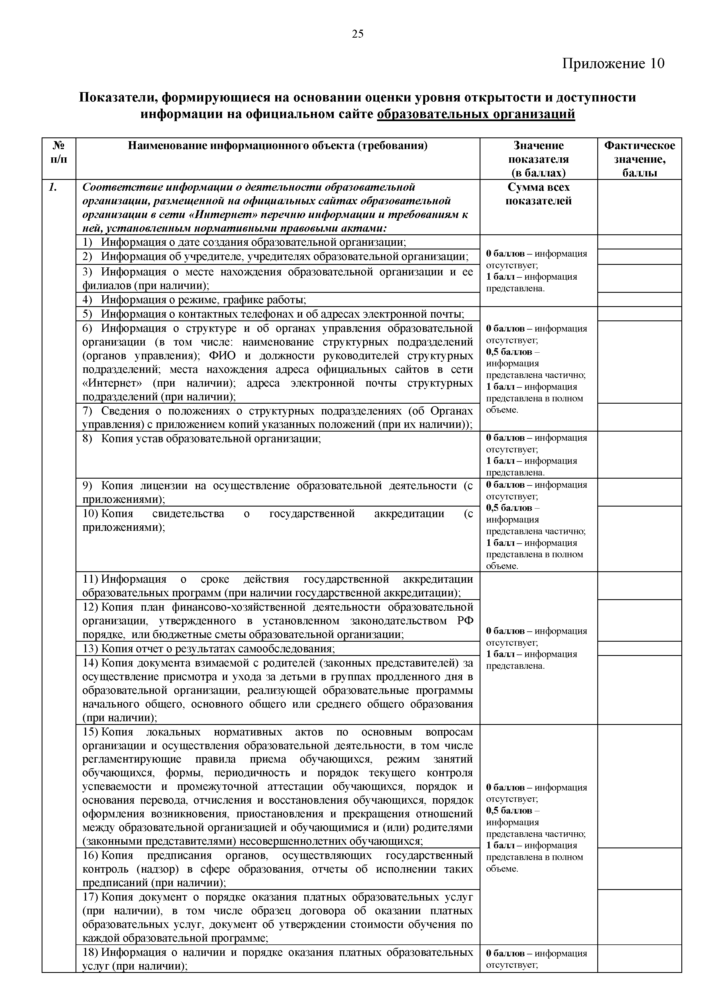 25
Приложение 10
Показатели, формирующиеся на основании оценки уровня открытости и доступности
информации на официальном сайте образовательных организаций
№
п/п
Наименование информационного объекта (требования)
Значение
показателя
(в баллах)
Фактическое
значение,
баллы
1.
Соответствие информации о деятельности образовательной
организации, размещенной на официальных сайтах образовательной
организации в сети «Интернет» перечню информации и требованиям к
ней, установленным нормативными правовыми актами:
Сумма всех
показателей
1) Информация о дате создания образовательной организации;
2) Информация об учредителе, учредителях образовательной организации;
3) Информация о месте нахождения образовательной организации и ее
филиалов (при наличии);
4) Информация о режиме, графике работы;
0 баллов – информация
отсутствует;
1 балл – информация
представлена.
5) Информация о контактных телефонах и об адресах электронной почты;
6) Информация о структуре и об органах управления образовательной
организации (в том числе: наименование структурных подразделений
(органов управления); ФИО и должности руководителей структурных
подразделений; места нахождения адреса официальных сайтов в сети
«Интернет» (при наличии); адреса электронной почты структурных
подразделений (при наличии);
7) Сведения о положениях о структурных подразделениях (об Органах
управления) с приложением копий указанных положений (при их наличии));
0 баллов – информация
отсутствует;
0,5 баллов –
информация
представлена частично;
1 балл – информация
представлена в полном
объеме.
8) Копия устав образовательной организации;
0 баллов – информация
отсутствует;
1 балл – информация
представлена.
9) Копия лицензии на осуществление образовательной деятельности (с
приложениями);
10) Копия свидетельства о государственной аккредитации (с
приложениями);
0 баллов – информация
отсутствует;
0,5 баллов –
информация
представлена частично;
1 балл – информация
представлена в полном
объеме.
11) Информация о сроке действия государственной аккредитации
образовательных программ (при наличии государственной аккредитации);
12) Копия план финансово-хозяйственной деятельности образовательной
организации, утвержденного в установленном законодательством РФ
порядке, или бюджетные сметы образовательной организации;
13) Копия отчет о результатах самообследования;
14) Копия документа взимаемой с родителей (законных представителей) за
осуществление присмотра и ухода за детьми в группах продленного дня в
образовательной организации, реализующей образовательные программы
начального общего, основного общего или среднего общего образования
(при наличии);
0 баллов – информация
отсутствует;
1 балл – информация
представлена.
15) Копия локальных нормативных актов по основным вопросам
организации и осуществления образовательной деятельности, в том числе
регламентирующие правила приема обучающихся, режим занятий
обучающихся, формы, периодичность и порядок текущего контроля
успеваемости и промежуточной аттестации обучающихся, порядок и
основания перевода, отчисления и восстановления обучающихся, порядок
оформления возникновения, приостановления и прекращения отношений
между образовательной организацией и обучающимися и (или) родителями
(законными представителями) несовершеннолетних обучающихся;
16) Копия предписания органов, осуществляющих государственный
контроль (надзор) в сфере образования, отчеты об исполнении таких
предписаний (при наличии);
17) Копия документ о порядке оказания платных образовательных услуг
(при наличии), в том числе образец договора об оказании платных
образовательных услуг, документ об утверждении стоимости обучения по
каждой образовательной программе;
0 баллов – информация
отсутствует;
0,5 баллов –
информация
представлена частично;
1 балл – информация
представлена в полном
объеме.
18) Информация о наличии и порядке оказания платных образовательных
услуг (при наличии);
0 баллов – информация
отсутствует;